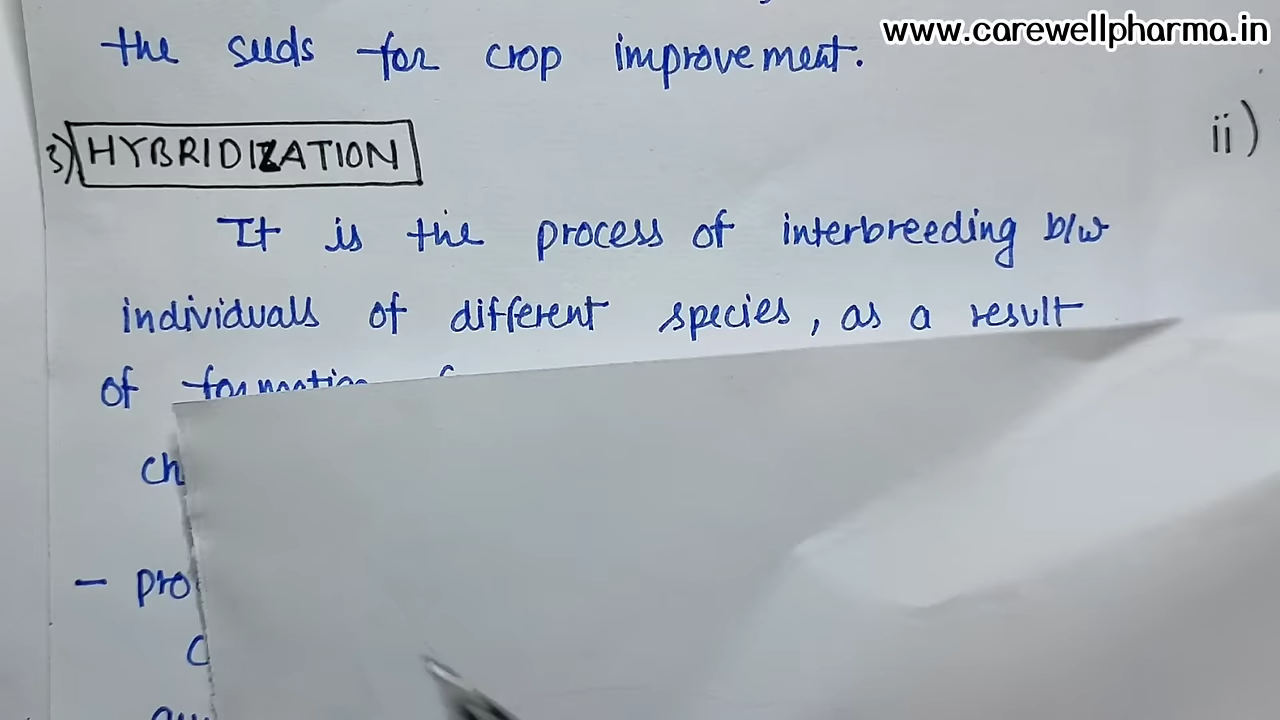 www.carewellpharma.in
the seeds for crop improvement.
ii)
3) HYBRIDIZATION
It is the process of interbreeding b/w
individuals of different species, as a result
of formation
ch
- pro